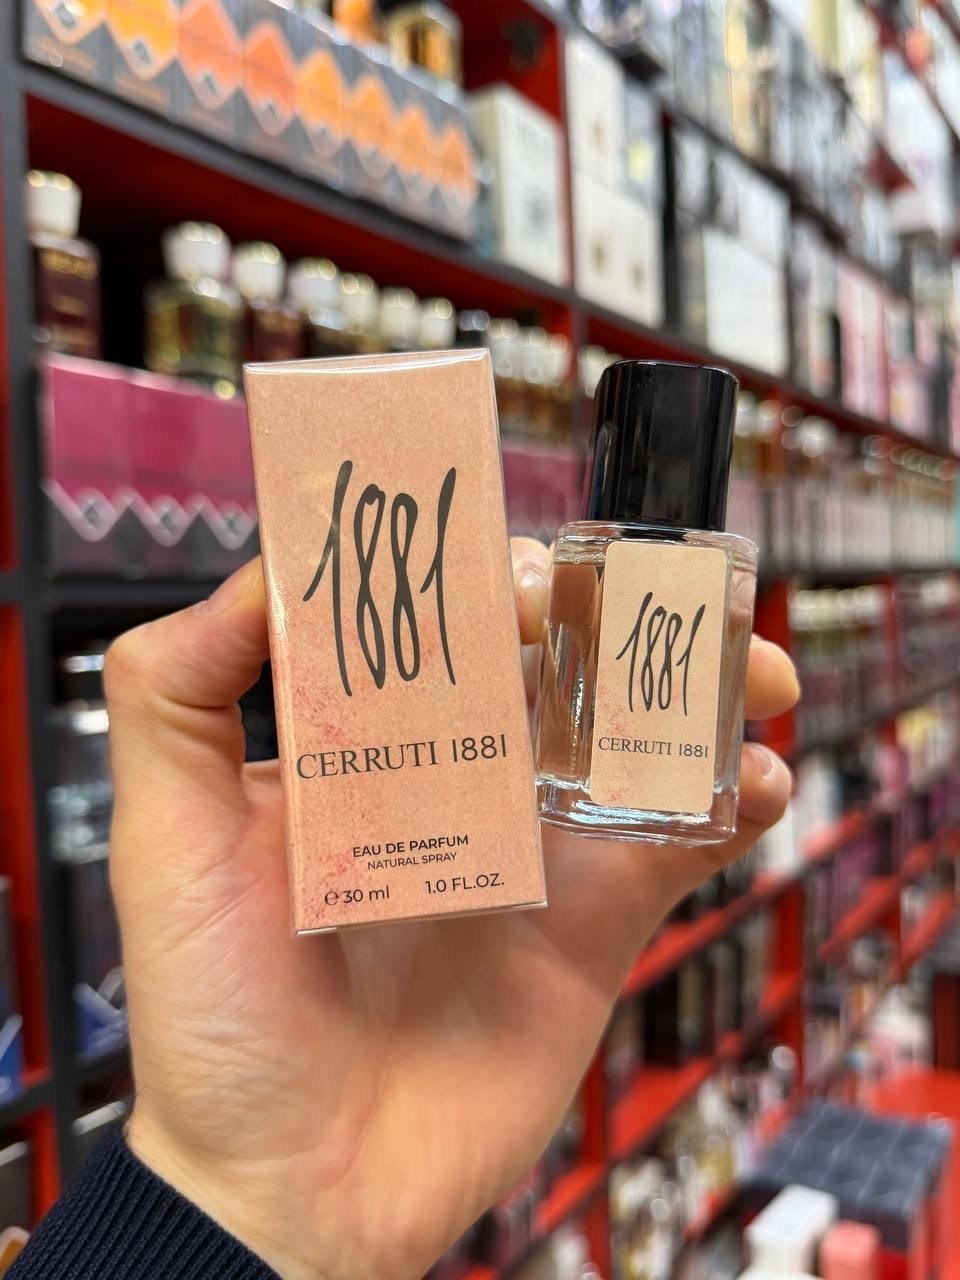 1881
CERRUTI 1881
EAU DE PARFUM
NATURAL SPRAY
℮ 30 ml 1.0 FL.OZ.
1881
CERRUTI 1881